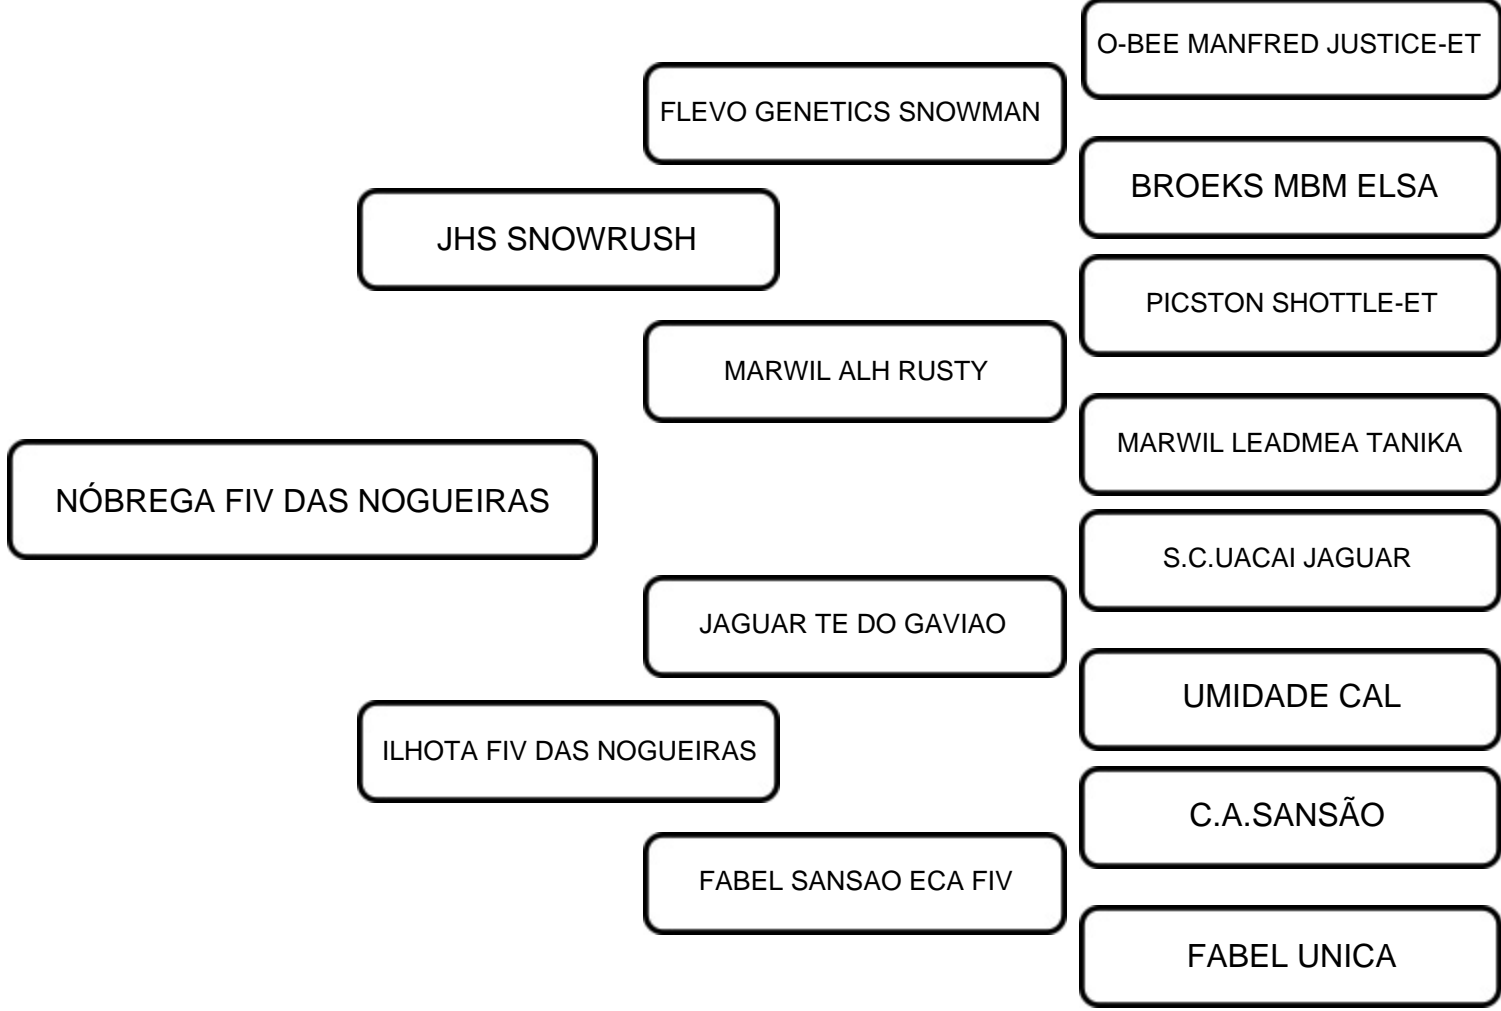 O-BEE MANFRED JUSTICE-ET
FLEVO GENETICS SNOWMAN
BROEKS MBM ELSA
JHS SNOWRUSH
PICSTON SHOTTLE-ET
MARWIL ALH RUSTY
MARWIL LEADMEA TANIKA
NÓBREGA FIV DAS NOGUEIRAS
S.C.UACAI JAGUAR
JAGUAR TE DO GAVIAO
UMIDADE CAL
ILHOTA FIV DAS NOGUEIRAS
C.A.SANSÃO
FABEL SANSAO ECA FIV
FABEL UNICA